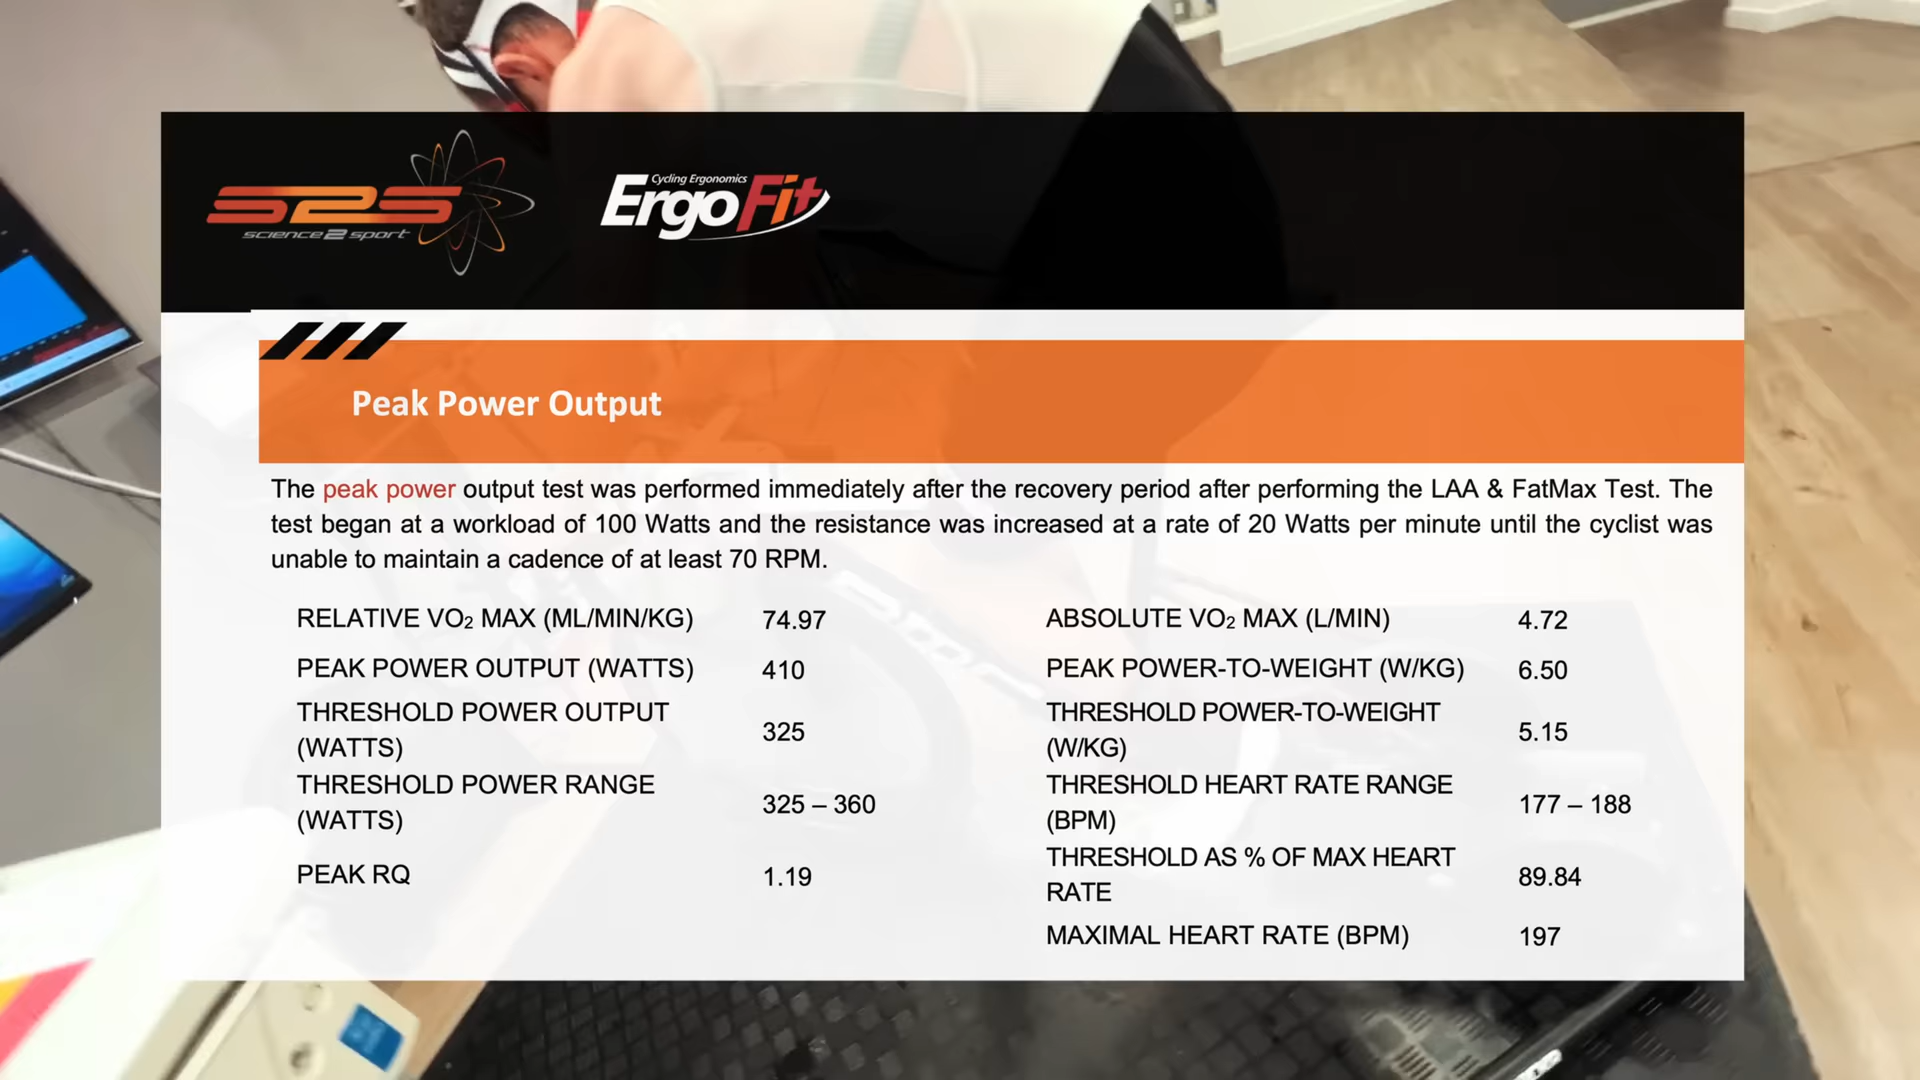 S2S
science2sport
Cycling Ergonomics
ErgoFit
Peak Power Output
The peak power output test was performed immediately after the recovery period after performing the LAA & FatMax Test. The
test began at a workload of 100 Watts and the resistance was increased at a rate of 20 Watts per minute until the cyclist was
unable to maintain a cadence of at least 70 RPM.
RELATIVE VO₂ MAX (ML/MIN/KG) 74.97
ABSOLUTE VO₂ MAX (L/MIN) 4.72
PEAK POWER OUTPUT (WATTS) 410
PEAK POWER-TO-WEIGHT (W/KG) 6.50
THRESHOLD POWER OUTPUT
(WATTS)
325
THRESHOLD POWER-TO-WEIGHT
(W/KG)
5.15
THRESHOLD POWER RANGE
(WATTS)
325 – 360
THRESHOLD HEART RATE RANGE
(BPM)
177 – 188
PEAK RQ 1.19
THRESHOLD AS % OF MAX HEART
RATE
89.84
MAXIMAL HEART RATE (BPM) 197